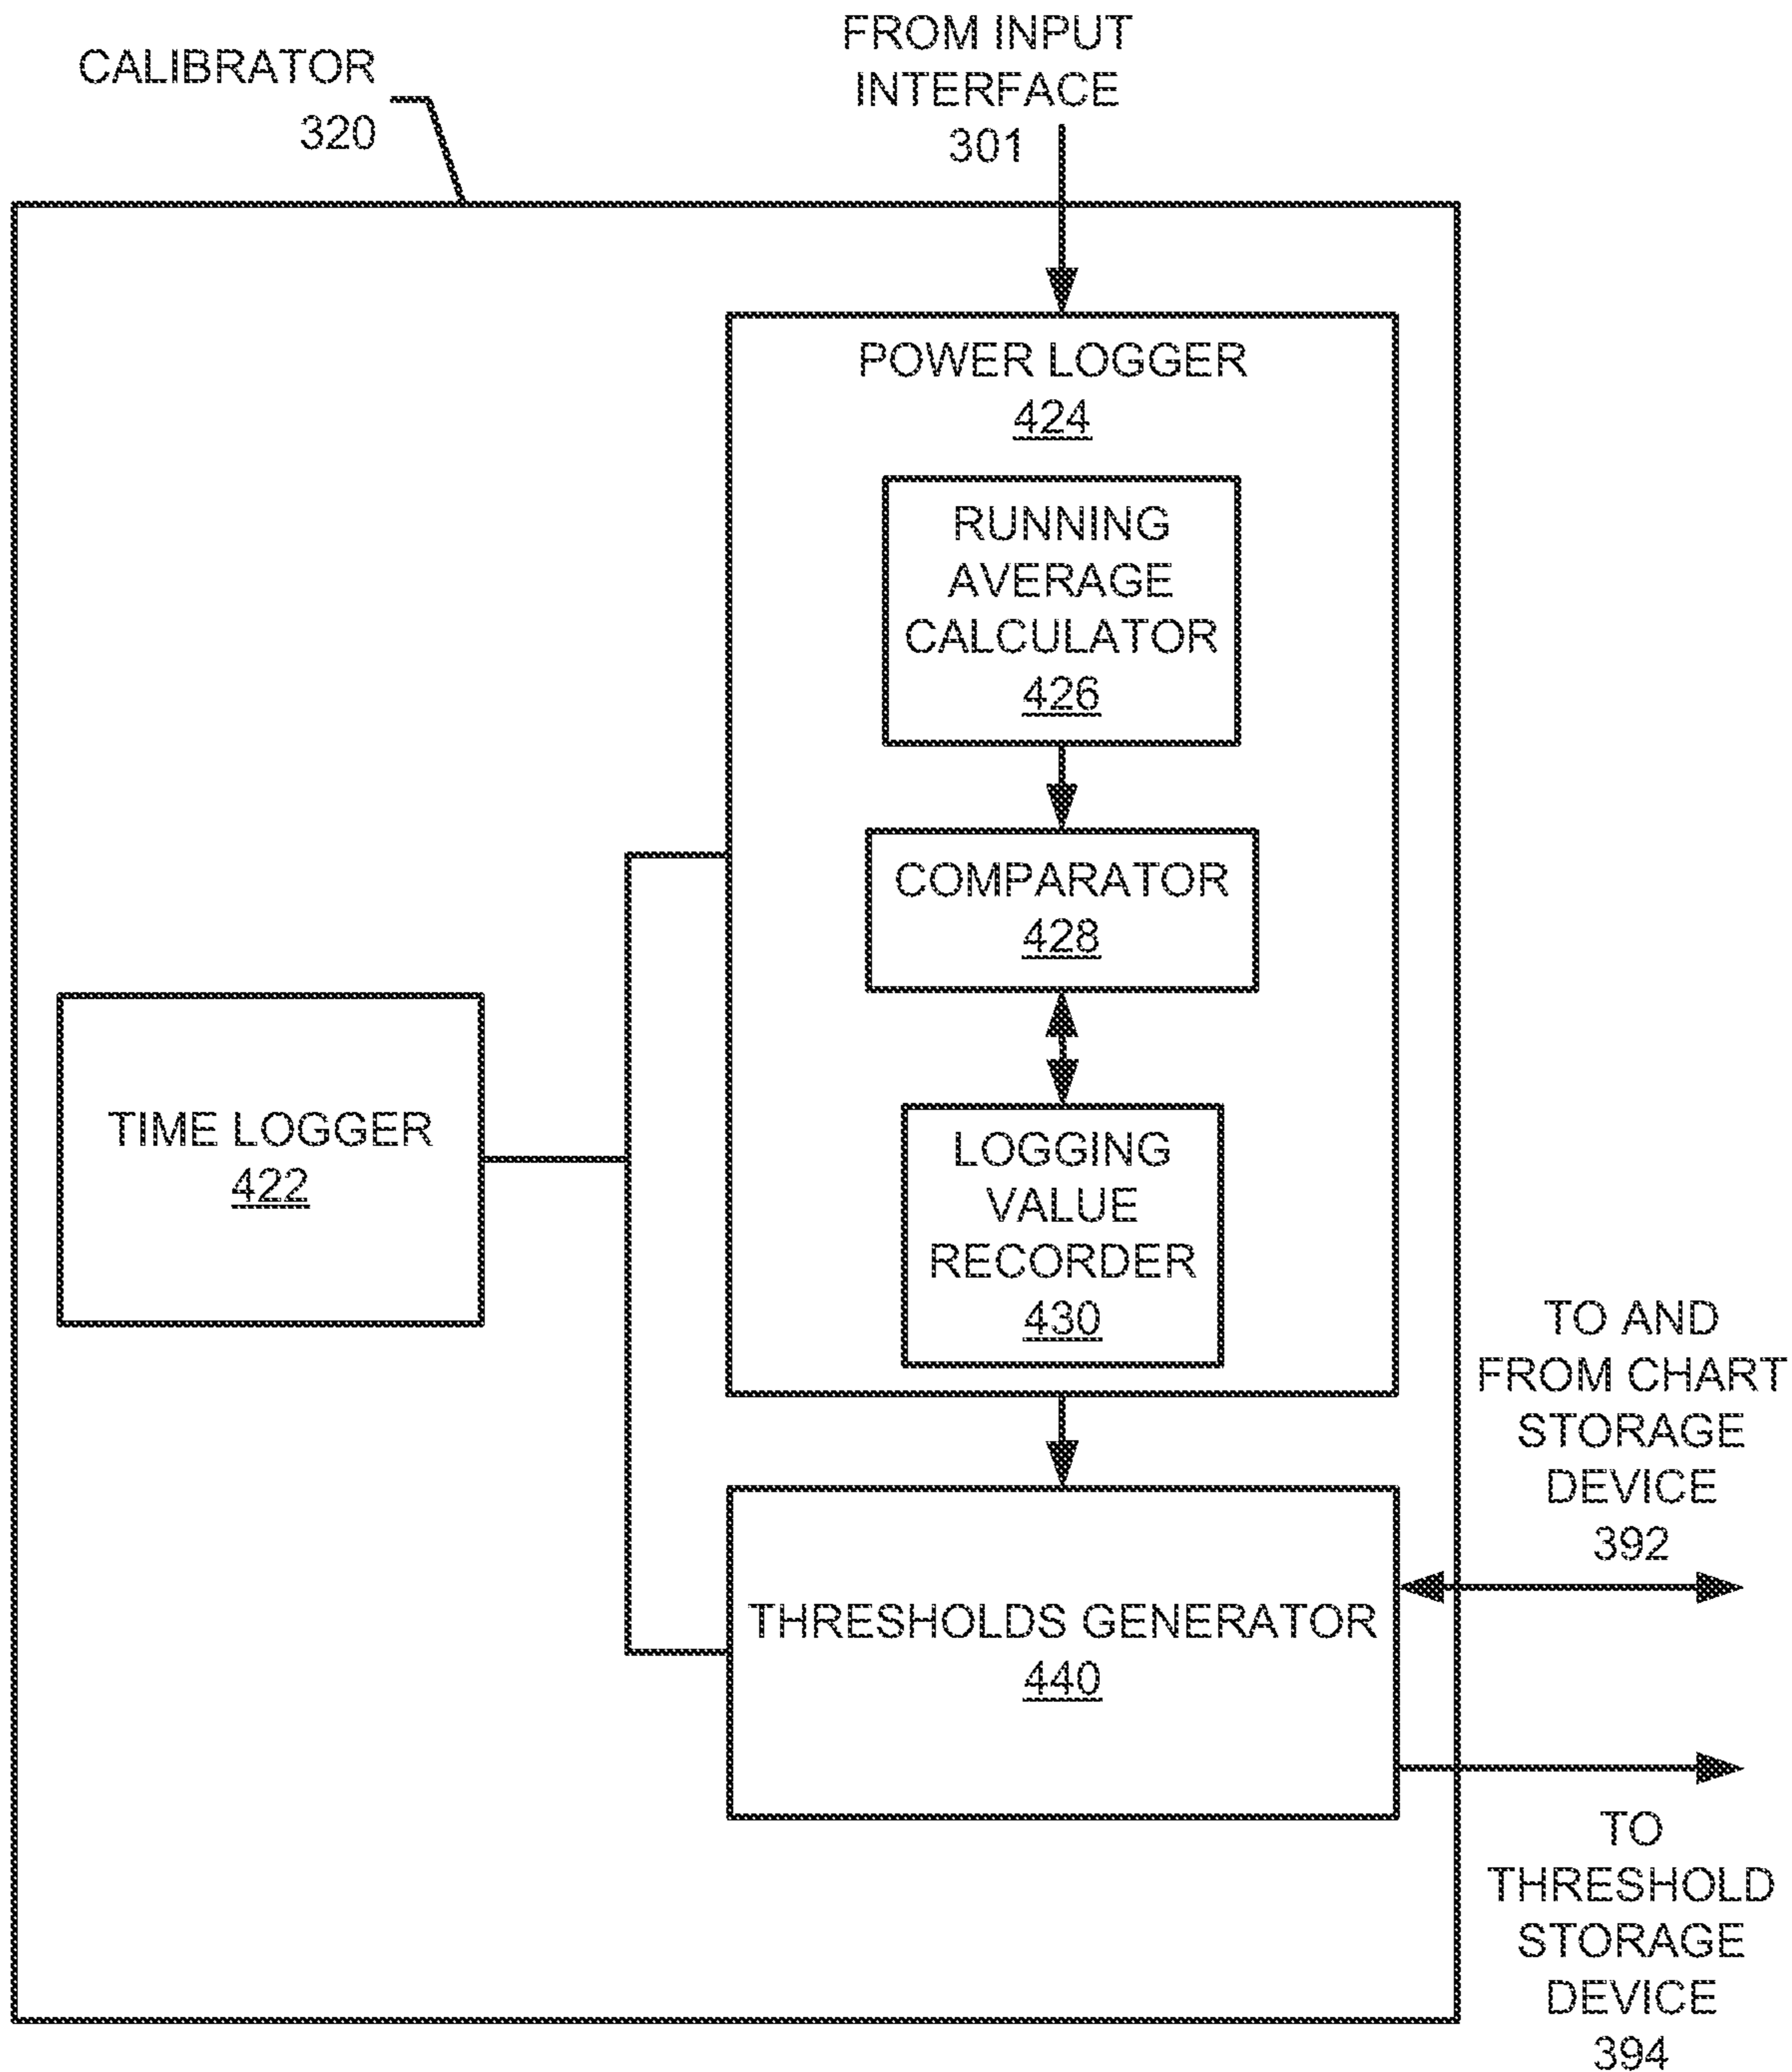 CALIBRATOR
320
FROM INPUT
INTERFACE
301
POWER LOGGER
424
RUNNING
AVERAGE
CALCULATOR
426
COMPARATOR
428
LOGGING
VALUE
RECORDER
430
TIME LOGGER
422
THRESHOLDS GENERATOR
440
TO AND
FROM CHART
STORAGE
DEVICE
392
TO
THRESHOLD
STORAGE
DEVICE
394